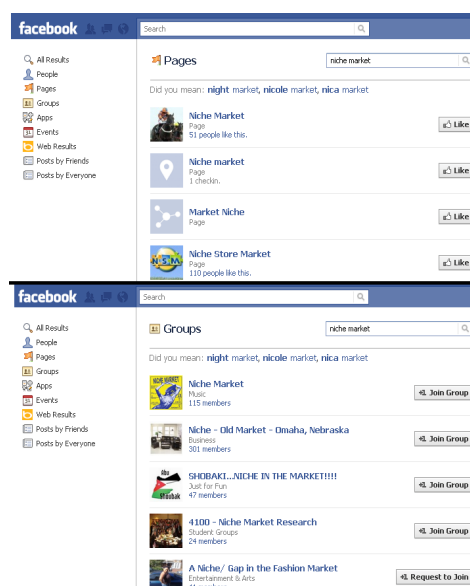 facebook
Search
All Results
People
Pages
Groups
Apps
Events
Web Results
Posts by Friends
Posts by Everyone
Pages
niche market
Did you mean: night market, nicole market, nica market
Niche Market
Page
51 people like this.
Like
Niche market
Page
1 checkin.
Like
Market Niche
Page
Like
NSM
Niche Store Market
Page
110 people like this.
Like
facebook
Search
All Results
People
Pages
Groups
Apps
Events
Web Results
Posts by Friends
Posts by Everyone
Groups
niche market
Did you mean: night market, nicole market, nica market
NICHE MARKET
Niche Market
Music
115 members
Join Group
Niche - Old Market - Omaha, Nebraska
Business
301 members
Join Group
Abu
Shoubak
SHOBAKI...NICHE IN THE MARKET!!!!
Just for Fun
47 members
Join Group
4100 - Niche Market Research
Student Groups
24 members
Join Group
A Niche/ Gap in the Fashion Market
Entertainment & Arts
Request to Join